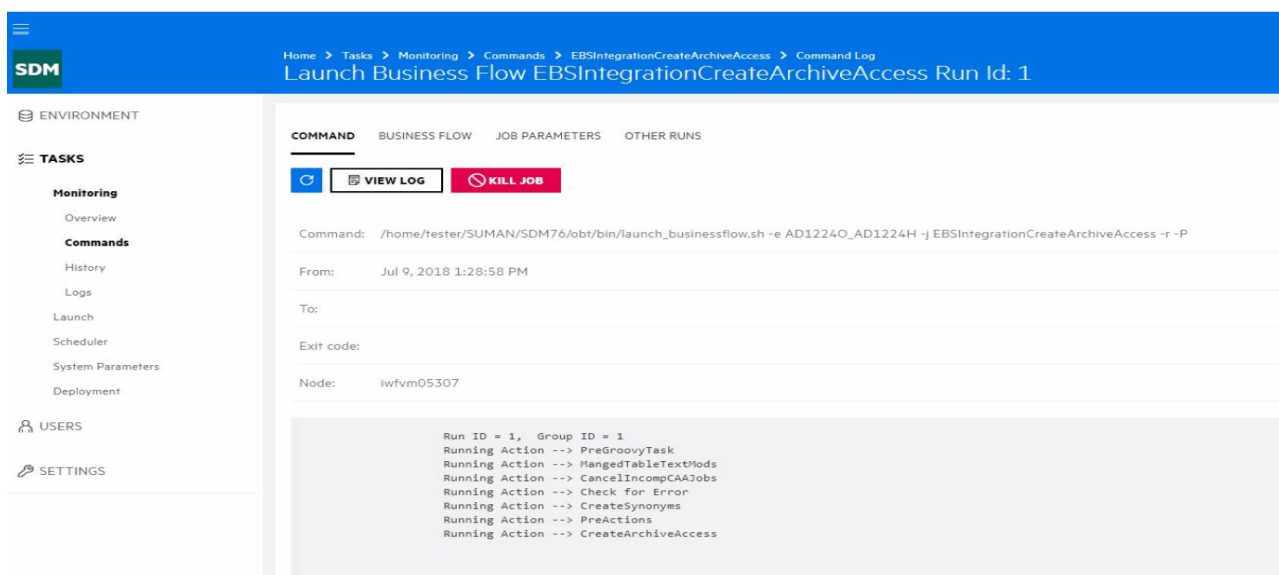 Home > Tasks > Monitoring > Commands > EBSIntegrationCreateArchiveAccess > Command Log
SDM
Launch Business Flow EBSIntegrationCreateArchiveAccess Run Id: 1
ENVIRONMENT
TASKS
Monitoring
Overview
Commands
History
Logs
Launch
Scheduler
System Parameters
Deployment
USERS
SETTINGS
COMMAND BUSINESS FLOW JOB PARAMETERS OTHER RUNS
VIEW LOG KILL JOB
Command: /home/tester/SUMAN/SDM76/obt/bin/launch_businessflow.sh -e AD1224O_AD1224H -j EBSIntegrationCreateArchiveAccess -r -P
From: Jul 9, 2018 1:28:58 PM
To:
Exit code:
Node: iwfvm05307
Run ID = 1, Group ID = 1
Running Action --> PreGroovyTask
Running Action --> MangedTableTextMods
Running Action --> CancelIncompCAAJobs
Running Action --> Check for Error
Running Action --> CreateSynonyms
Running Action --> PreActions
Running Action --> CreateArchiveAccess